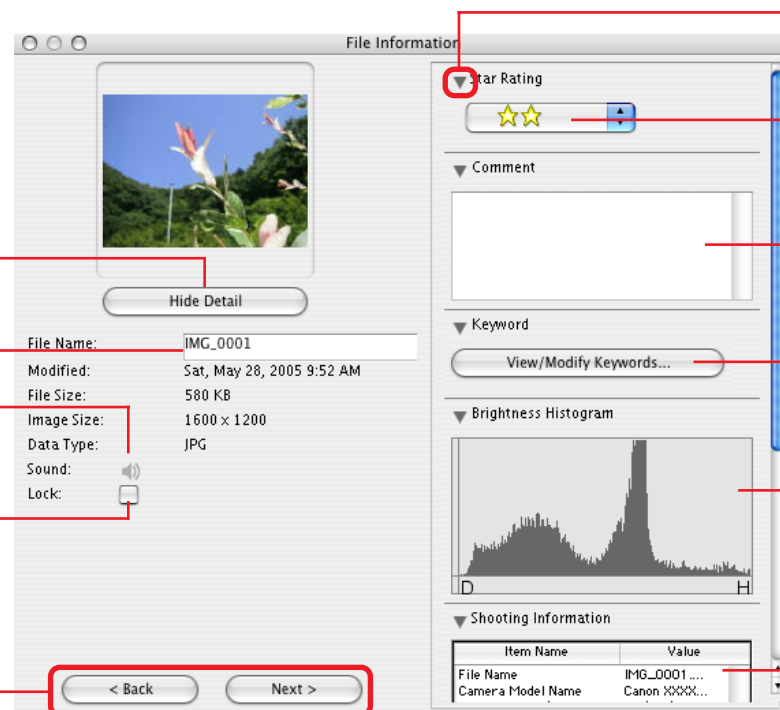 File Information
Hide Detail
File Name: IMG_0001
Modified: Sat, May 28, 2005 9:52 AM
File Size: 580 KB
Image Size: 1600 x 1200
Data Type: JPG
Sound:
Lock:
< Back Next >
Star Rating
Comment
Keyword
View/Modify Keywords...
Brightness Histogram
D H
Shooting Information
Item Name Value
File Name IMG_0001....
Camera Model Name Canon XXXX...